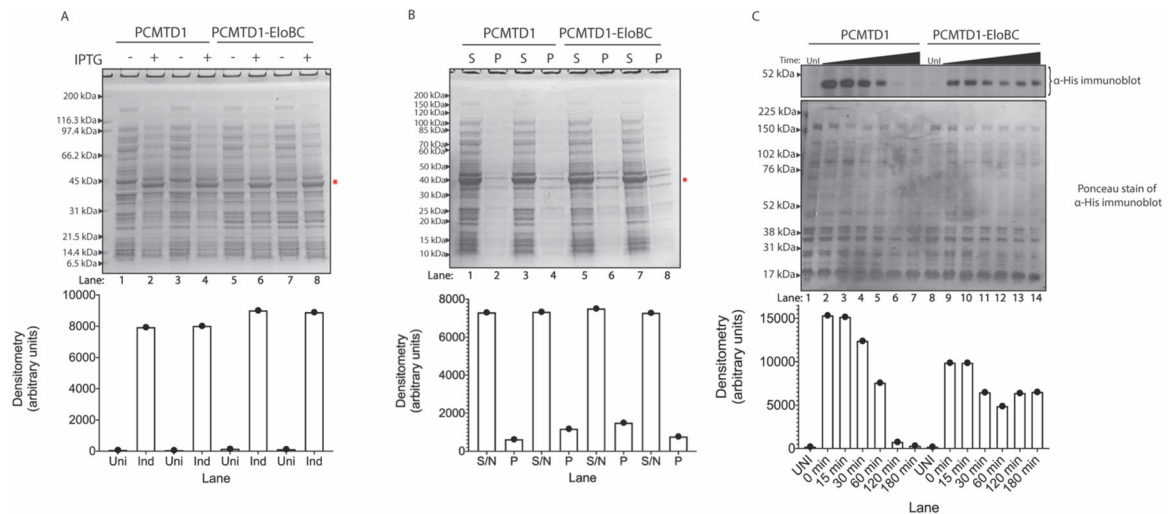 A
PCMTD1 PCMTD1-EloBC
IPTG - + - + - + - +
200 kDa
116.3 kDa
97.4 kDa
66.2 kDa
45 kDa
31 kDa
21.5 kDa
14.4 kDa
6.5 kDa
Lane: 1 2 3 4 5 6 7 8
Densitometry
(arbitrary units)
10000
8000
6000
4000
2000
0
Uni Ind Uni Ind Uni Ind Uni Ind
Lane
B
PCMTD1 PCMTD1-EloBC
S P S P S P S P
200 kDa
150 kDa
120 kDa
100 kDa
85 kDa
70 kDa
60 kDa
50 kDa
40 kDa
30 kDa
25 kDa
20 kDa
15 kDa
10 kDa
Lane: 1 2 3 4 5 6 7 8
Densitometry
(arbitrary units)
8000
6000
4000
2000
0
S/N P S/N P S/N P S/N P
Lane
C
PCMTD1 PCMTD1-EloBC
Time: UnI UnI
52 kDa
α-His immunoblot
225 kDa
150 kDa
102 kDa
76 kDa
52 kDa
38 kDa
31 kDa
17 kDa
Ponceau stain of
α-His immunoblot
Lane: 1 2 3 4 5 6 7 8 9 10 11 12 13 14
Densitometry
(arbitrary units)
15000
10000
5000
0
UNI 0 min 15 min 30 min 60 min 120 min 180 min UNI 0 min 15 min 30 min 60 min 120 min 180 min
Lane